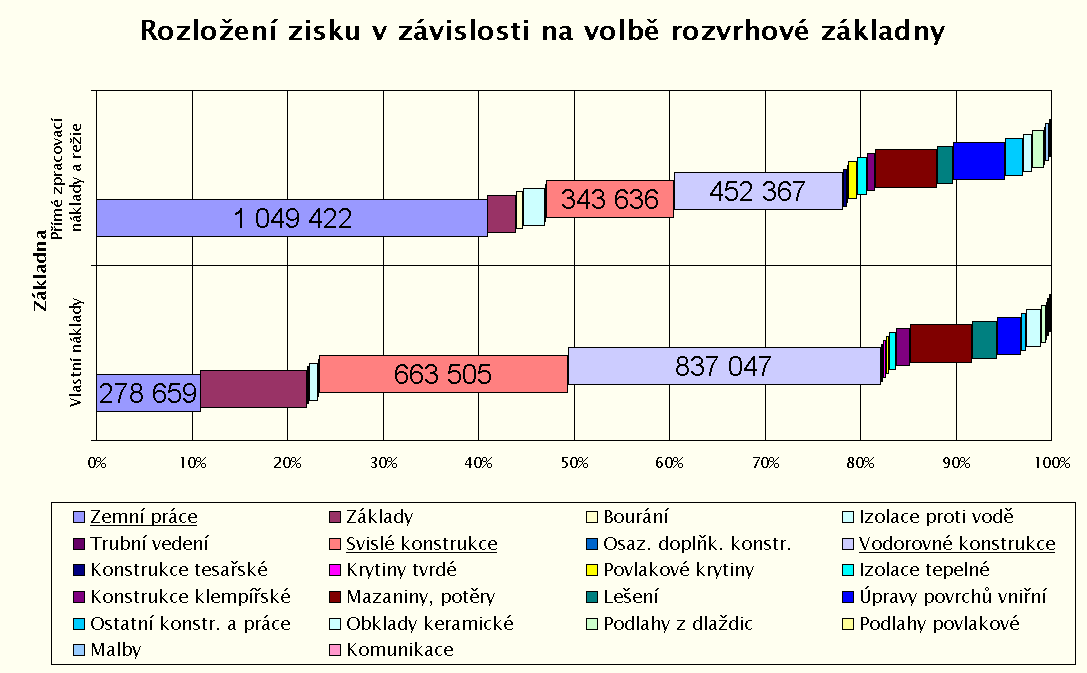 Rozložení zisku v závislosti na volbě rozvrhové základny
Základna
Přímé zpracovací
náklady a režie
1 049 422
343 636
452 367
Vlastní náklady
278 659
663 505
837 047
0% 10% 20% 30% 40% 50% 60% 70% 80% 90% 100%
Zemní práce Základy Bourání Izolace proti vodě
Trubní vedení Svislé konstrukce Osaz. doplňk. konstr. Vodorovné konstrukce
Konstrukce tesařské Krytiny tvrdé Povlakové krytiny Izolace tepelné
Konstrukce klempířské Mazaniny, potěry Lešení Úpravy povrchů vniřní
Ostatní konstr. a práce Obklady keramické Podlahy z dlaždic Podlahy povlakové
Malby Komunikace